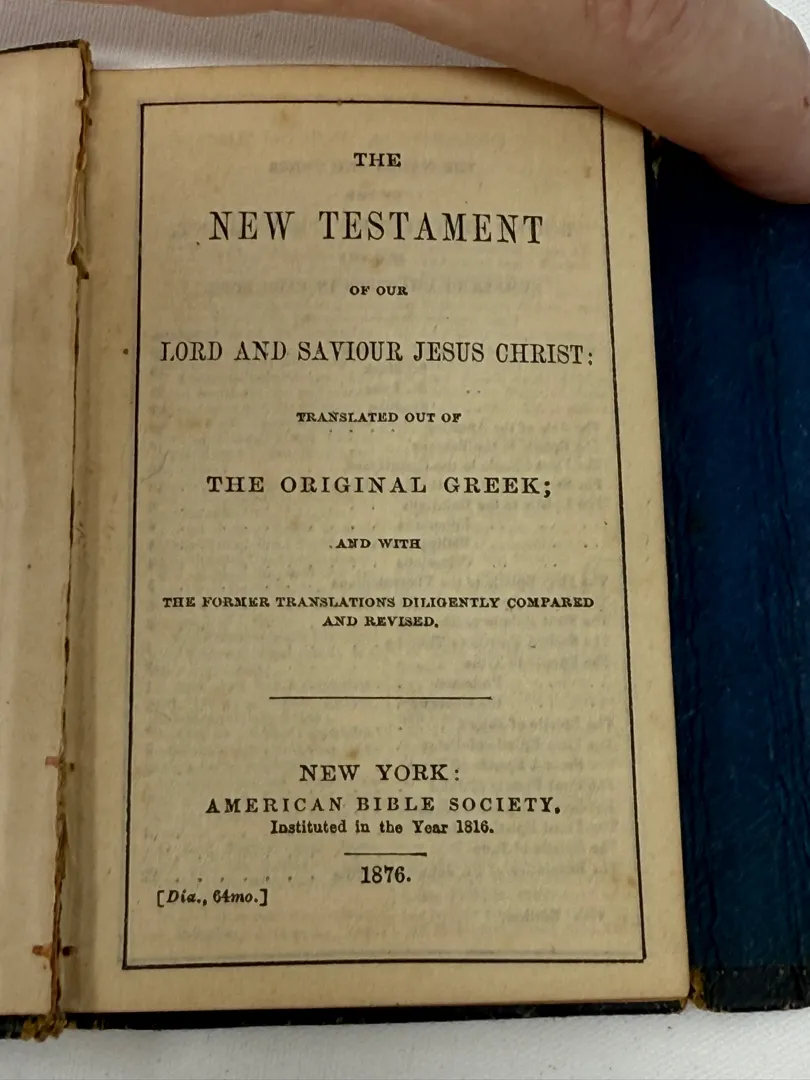 THE
NEW TESTAMENT
OF OUR
LORD AND SAVIOUR JESUS CHRIST:
TRANSLATED OUT OF
THE ORIGINAL GREEK;
AND WITH
THE FORMER TRANSLATIONS DILIGENTLY COMPARED
AND REVISED.
NEW YORK:
AMERICAN BIBLE SOCIETY,
Instituted in the Year 1816.
1876.
[Dia., 64mo.]